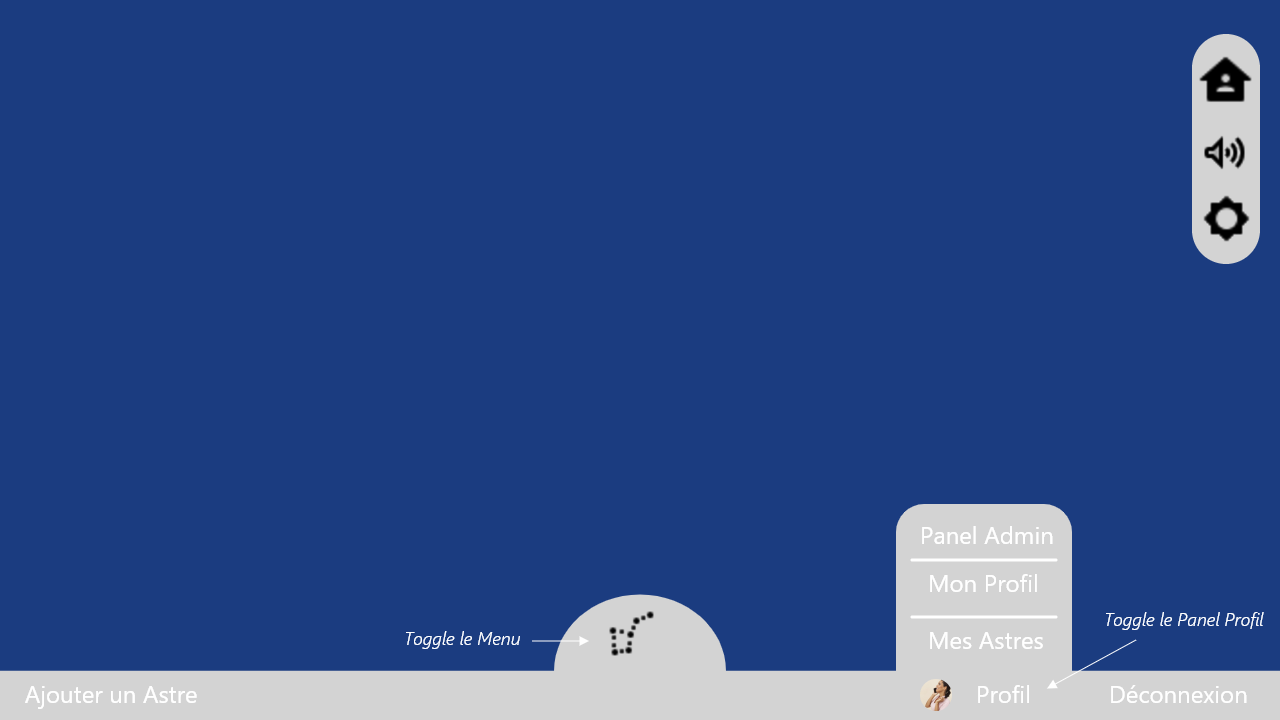 Panel Admin
Mon Profil
Toggle le Panel Profil
Toggle le Menu
Mes Astres
Ajouter un Astre
Profil
Déconnexion